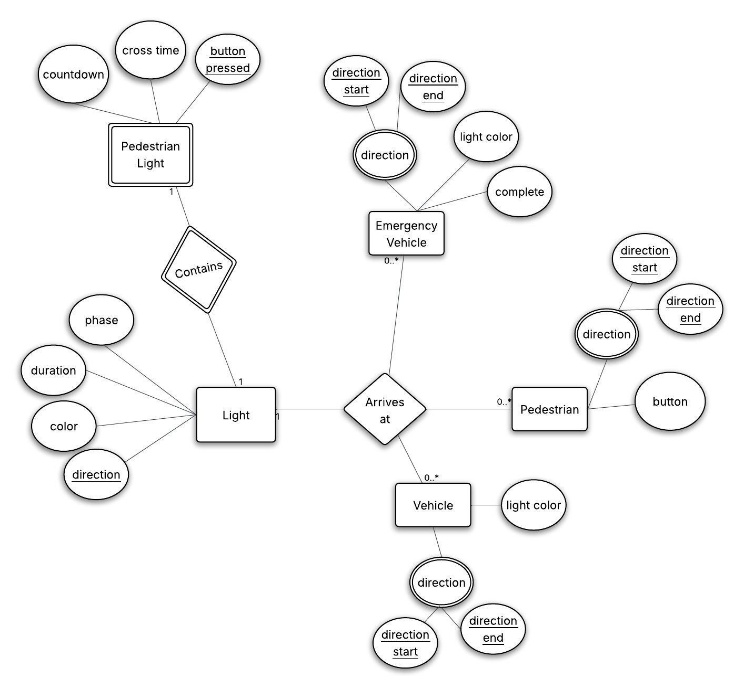 cross time
button
pressed
countdown
Pedestrian
Light
1
Contains
1
phase
duration
color
direction
Light
1
Arrives
at
direction
start
direction
end
direction
light color
complete
Emergency
Vehicle
0..*
direction
start
direction
end
direction
0..*
Pedestrian
button
0..*
Vehicle
light color
direction
direction
start
direction
end